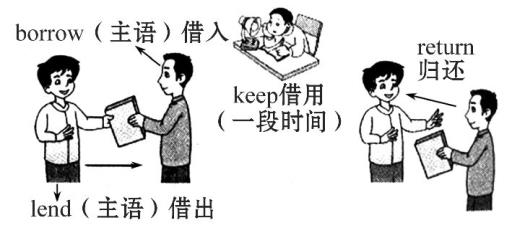 borrow（主语）借入
keep借用
（一段时间）
return
归还
lend（主语）借出